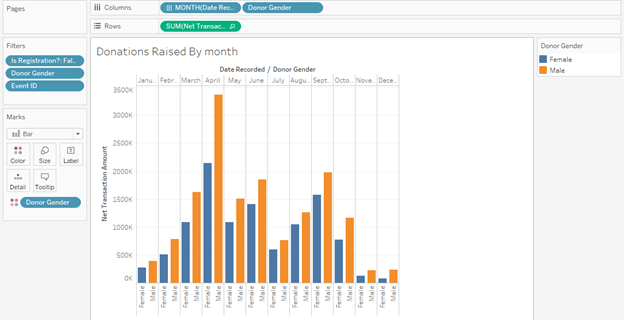 Pages
Columns
MONTH(Date Rec..
Donor Gender
Rows
SUM(Net Transac..
Filters
Is Registration?: Fal..
Donor Gender
Event ID
Marks
Bar
Color
Size
Label
Detail
Tooltip
Donor Gender
Donations Raised By month
Date Recorded / Donor Gender
Janu.. Febr.. March April May June July Augu.. Sept.. Octo.. Nove.. Dece..
Net Transaction Amount
3500K
3000K
2500K
2000K
1500K
1000K
500K
0K
Female Male Female Male Female Male Female Male Female Male Female Male Female Male Female Male Female Male Female Male Female Male Female Male
Donor Gender
Female
Male